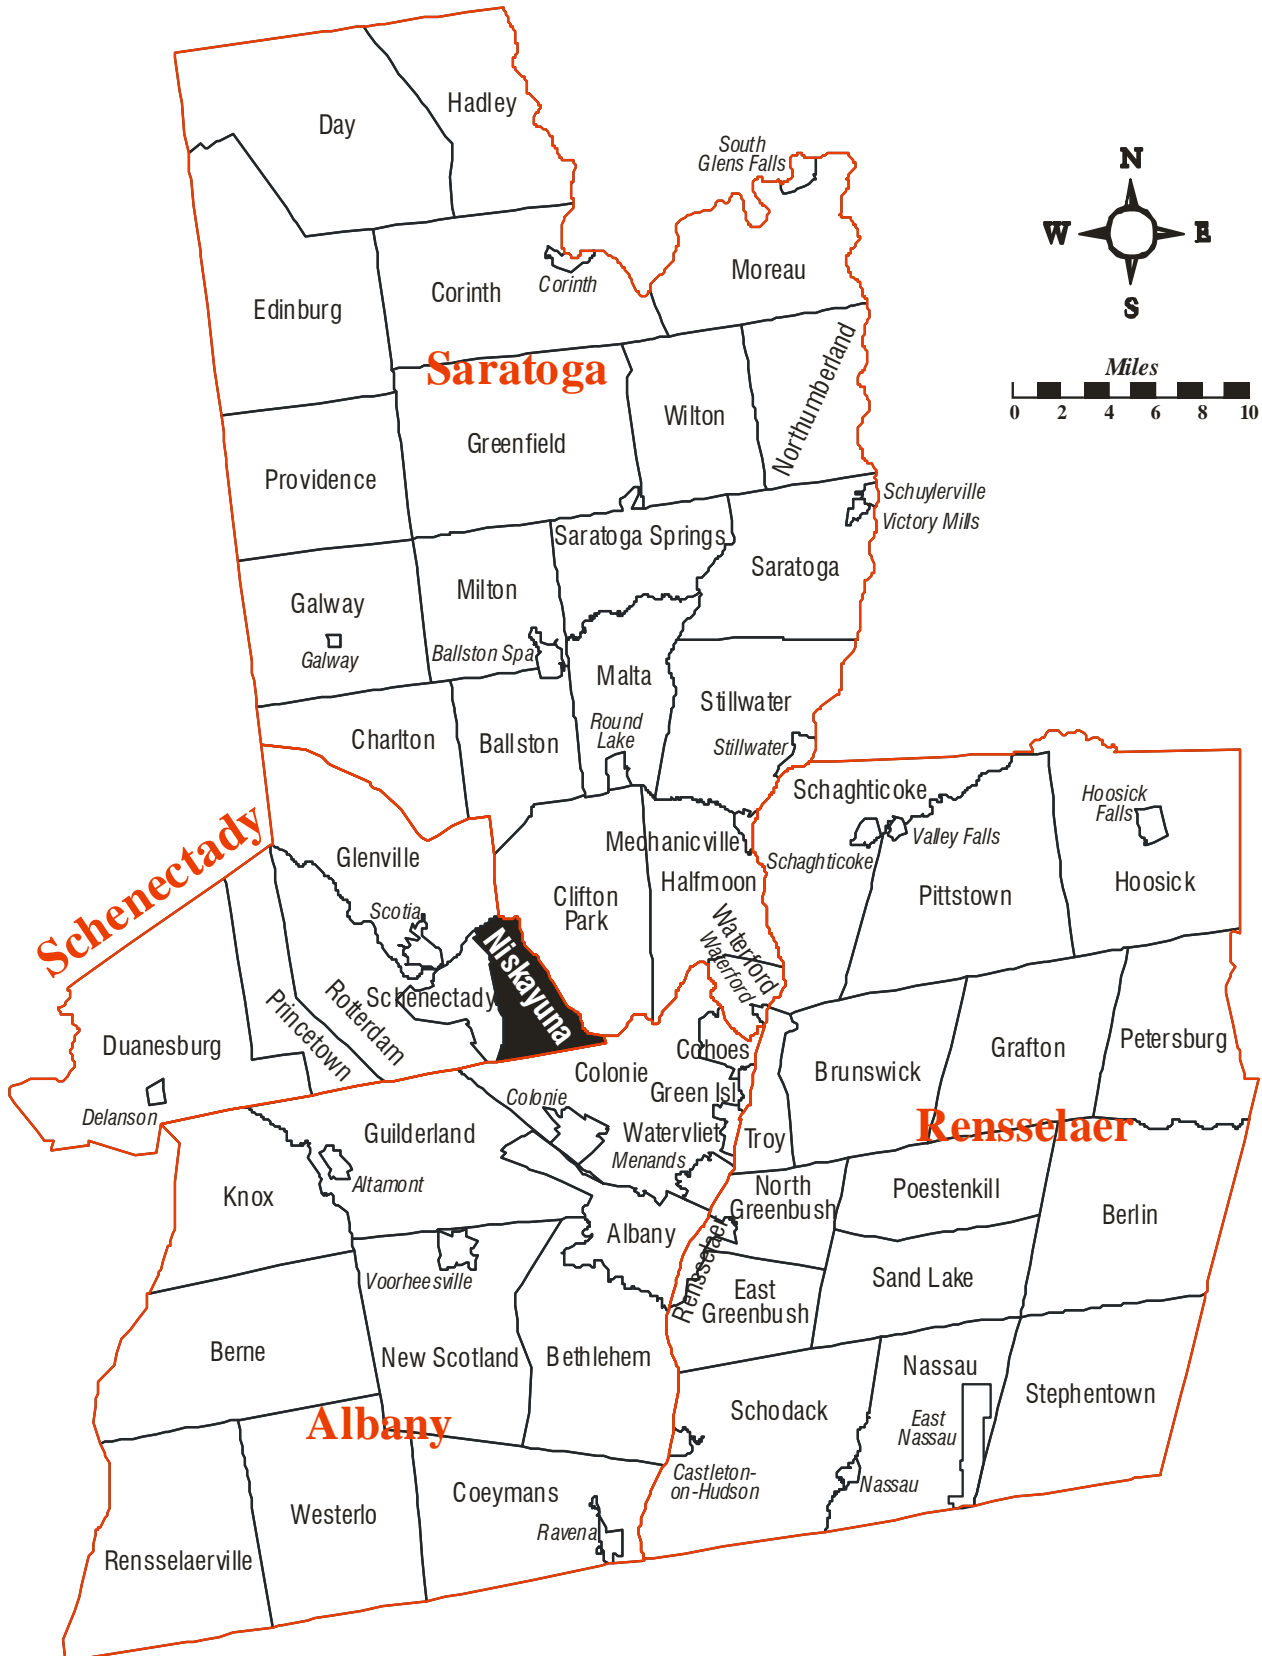 Hadley
Day
South
Glens Falls
N
W
E
S
Moreau
Corinth
Corinth
Edinburg
Miles
0 2 4 6 8 10
Saratoga
Northumberland
Wilton
Greenfield
Providence
Schuylerville
Victory Mills
Saratoga Springs
Saratoga
Milton
Galway
Galway
Ballston Spa
Malta
Stillwater
Round
Lake
Stillwater
Charlton
Ballston
Schaghticoke
Hoosick
Falls
Schenectady
Mechanicville
Valley Falls
Schaghticoke
Glenville
Halfmoon
Hoosick
Clifton
Park
Pittstown
Scotia
Waterford
Waterford
Niskayuna
Schenectady
Rotterdam
Princetown
Duanesburg
Cohoes
Petersburg
Grafton
Brunswick
Colonie
Green Isl
Colonie
Delanson
Rensselaer
Guilderland
Watervliet
Troy
Menands
Altamont
Knox
North
Greenbush
Poestenkill
Berlin
Albany
Rensselaer
Voorheesville
Sand Lake
East
Greenbush
Berne
New Scotland
Bethlehem
Nassau
Stephentown
Schodack
Albany
East
Nassau
Castleton-
on-Hudson
Nassau
Coeymans
Westerlo
Ravena
Rensselaerville